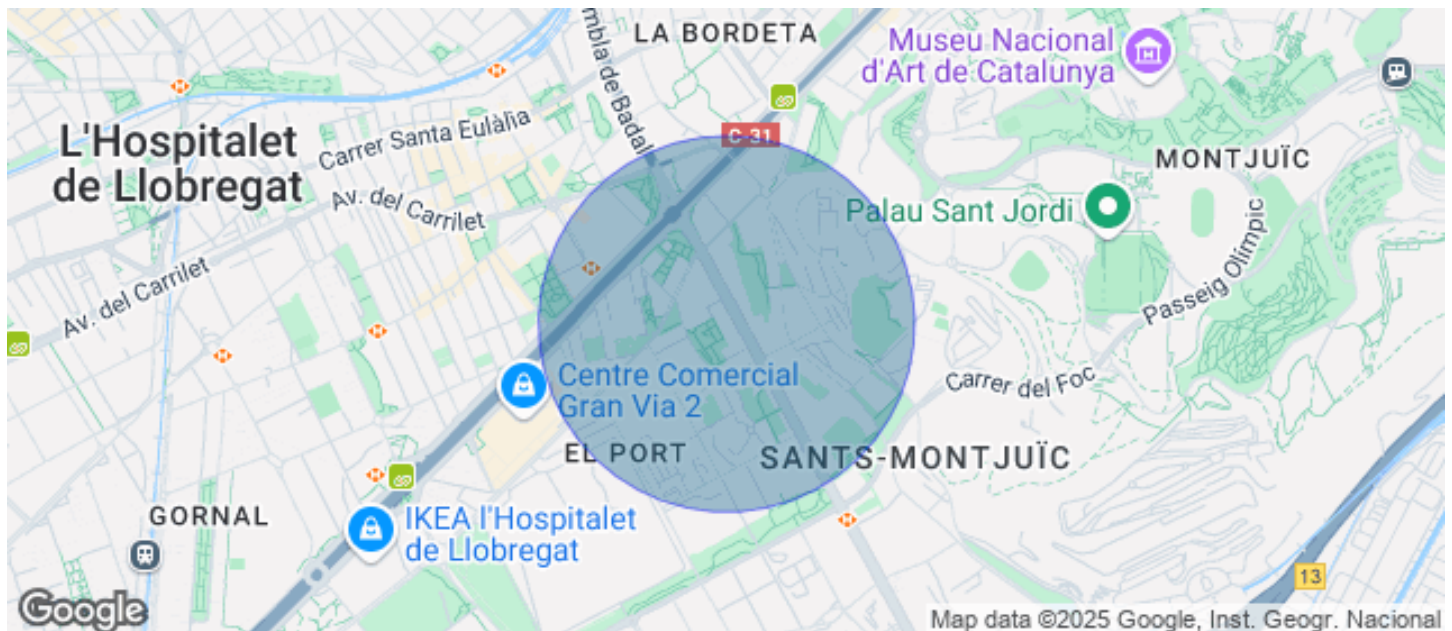 LA BORDETA
Museu Nacional
d'Art de Catalunya
mbla de Badal
C-31
L'Hospitalet
de Llobregat
Carrer Santa Eulàlia
MONTJUÏC
Av. del Carrilet
Palau Sant Jordi
Passeig Olímpic
Av. del Carrilet
Centre Comercial
Gran Via 2
Carrer del Foc
EL PORT
SANTS-MONTJUÏC
GORNAL
IKEA l'Hospitalet
de Llobregat
13
Google
Map data ©2025 Google, Inst. Geogr. Nacional